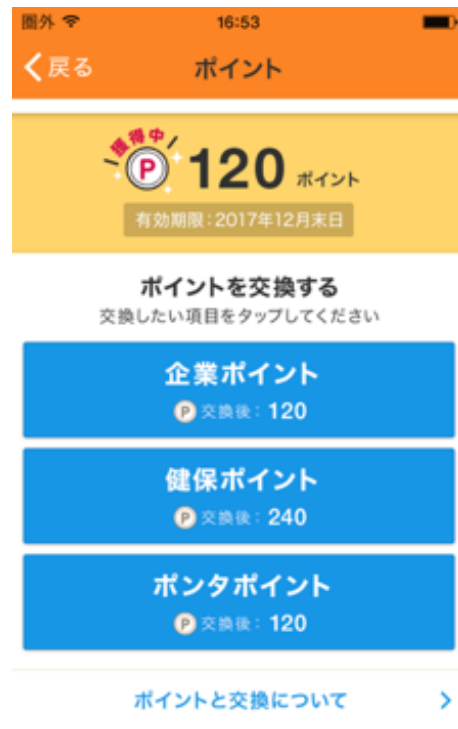 圏外 16:53
戻る ポイント
獲得中
P 120 ポイント
有効期限:2017年12月末日
ポイントを交換する
交換したい項目をタップしてください
企業ポイント
P 交換後: 120
健保ポイント
P 交換後: 240
ポンタポイント
P 交換後: 120
ポイントと交換について